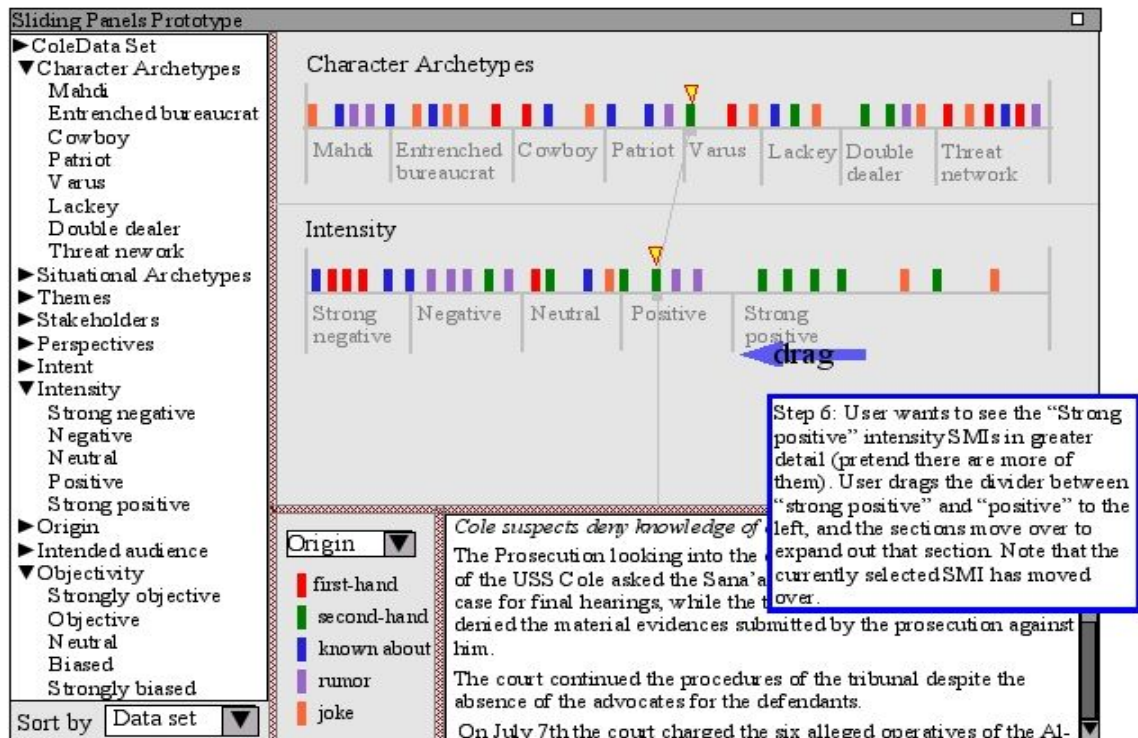 Sliding Panels Prototype
ColeData Set
Character Archetypes
Mahdi
Entrenched bureaucrat
Cowboy
Patriot
Varus
Lackey
Double dealer
Threat nework
Situational Archetypes
Themes
Stakeholders
Perspectives
Intent
Intensity
Strong negative
Negative
Neutral
Positive
Strong positive
Origin
Intended audience
Objectivity
Strongly objective
Objective
Neutral
Biased
Strongly biased
Sort by Data set
Character Archetypes
Mahdi Entrenched Cowboy Patriot Varus Lackey Double Threat
bureaucrat dealer network
Intensity
Strong Negative Neutral Positive Strong
negative positive
drag
Step 6: User wants to see the “Strong
positive” intensity SMIs in greater
detail (pretend there are more of
them). User drags the divider between
“strong positive” and “positive” to the
left, and the sections move over to
expand out that section. Note that the
currently selected SMI has moved
over.
Origin
first-hand
second-hand
known about
rumor
joke
Cole suspects deny knowledge of
The Prosecution looking into the
of the USS Cole asked the Sana’a
case for final hearings, while the
denied the material evidences submitted by the prosecution against
him.
The court continued the procedures of the tribunal despite the
absence of the advocates for the defendants.
On July 7th the court charged the six alleged operatives of the Al-